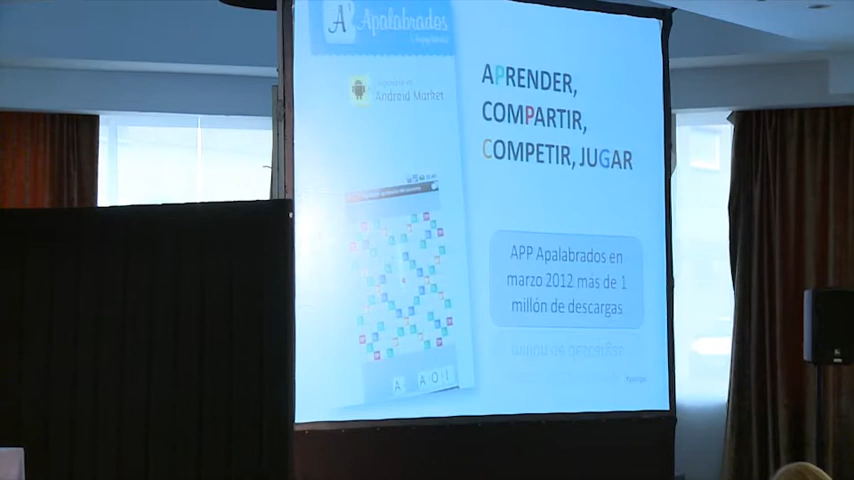 A
Apalabrados
Android Market
APRENDER,
COMPARTIR,
COMPETIR, JUGAR
APP Apalabrados en
marzo 2012 más de 1
millón de descargas
A A O I